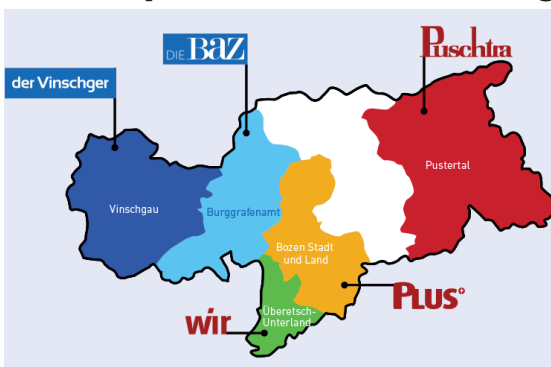 Puschtra
DIE BAZ
der Vinschger
Pustertal
Vinschgau
Burggrafenamt
Bozen Stadt
und Land
PLUS+
Überetsch-
Unterland
wir